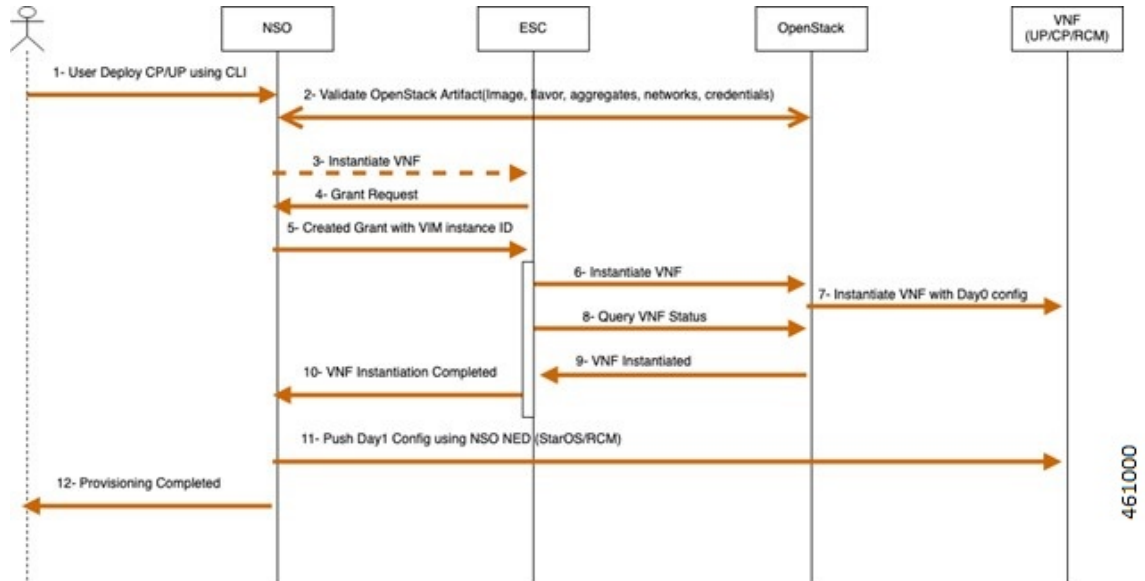 NSO
ESC
OpenStack
VNF
(UP/CP/RCM)
1- User Deploy CP/UP using CLI
2- Validate OpenStack Artifact(Image, flavor, aggregates, networks, credentials)
3- Instantiate VNF
4- Grant Request
5- Created Grant with VIM instance ID
6- Instantiate VNF
7- Instantiate VNF with Day0 config
8- Query VNF Status
9- VNF Instantiated
10- VNF Instantiation Completed
11- Push Day1 Config using NSO NED (StarOS/RCM)
12- Provisioning Completed
461000